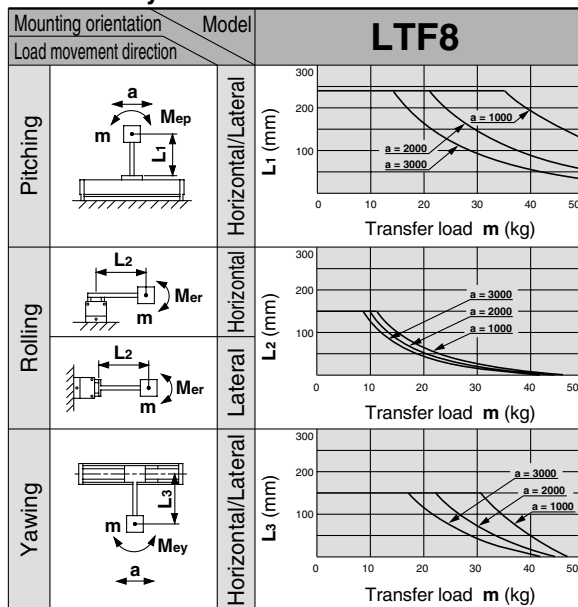 Mounting orientation Model
Load movement direction
LTF8
Pitching
a
Mep
m
L1
Horizontal/Lateral
L1 (mm)
300
200
100
a = 1000
a = 2000
a = 3000
0 10 20 30 40 50
Transfer load m (kg)
Rolling
L2
Mer
m
Horizontal
L2
Mer
m
Lateral
L2 (mm)
300
200
100
a = 3000
a = 2000
a = 1000
0 10 20 30 40 50
Transfer load m (kg)
Yawing
L3
m
Mey
a
Horizontal/Lateral
L3 (mm)
300
200
100
a = 3000
a = 2000
a = 1000
0 10 20 30 40 50
Transfer load m (kg)